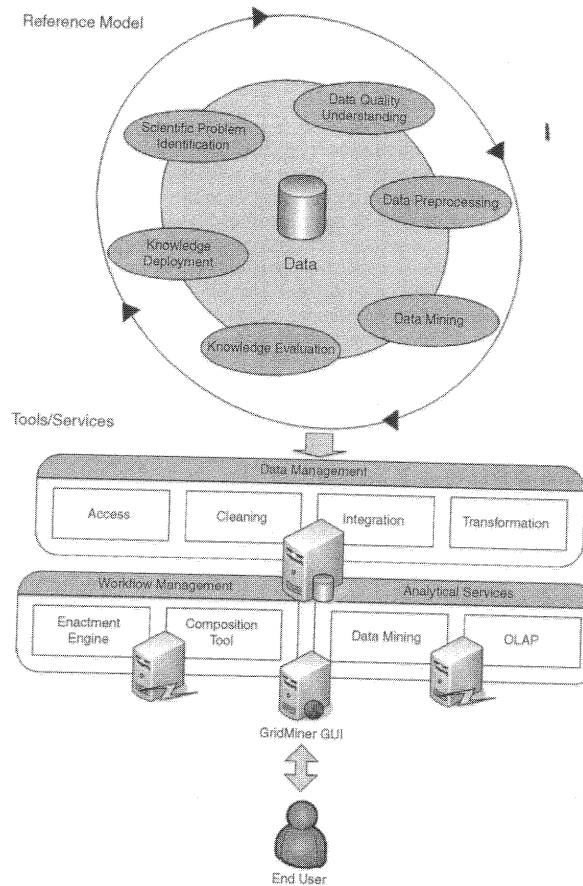 Reference Model
Data Quality
Understanding
Scientific Problem
Identification
Data Preprocessing
Data
Knowledge
Deployment
Data Mining
Knowledge Evaluation
Tools/Services
Data Management
Access
Cleaning
Integration
Transformation
Workflow Management
Analytical Services
Enactment
Engine
Composition
Tool
Data Mining
OLAP
GridMiner GUI
End User